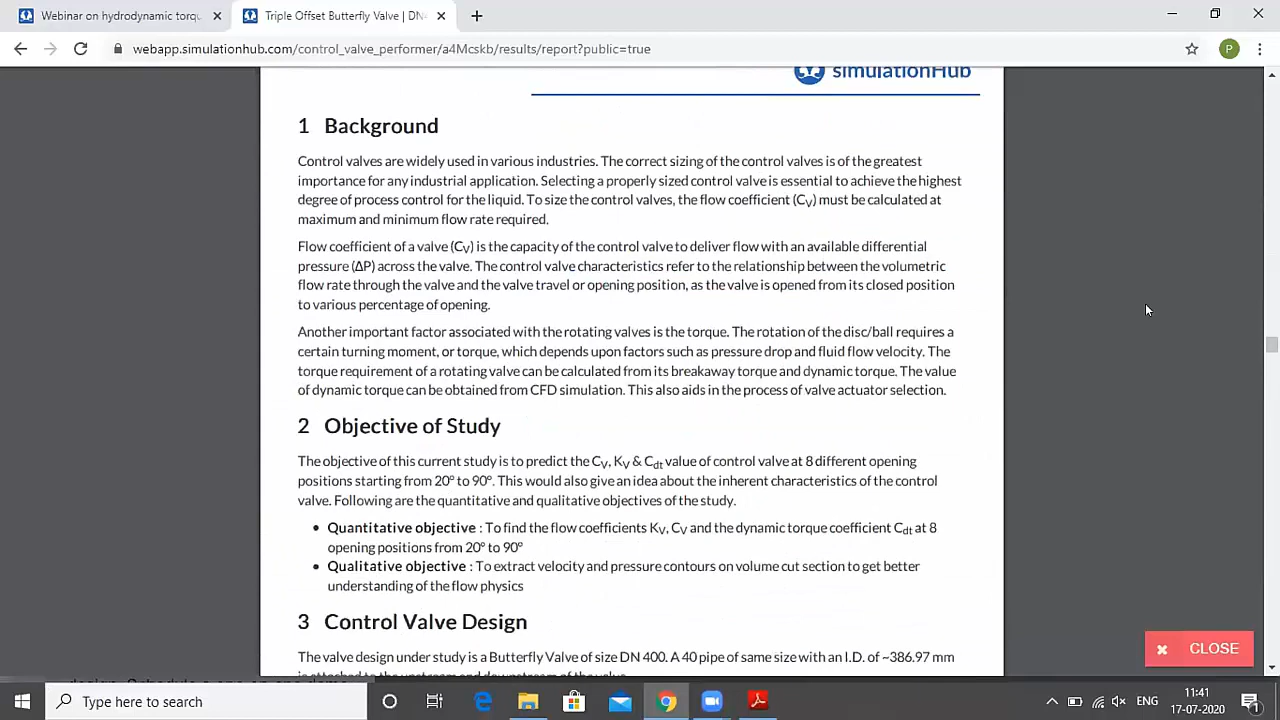 Webinar on hydrodynamic torqu
Triple Offset Butterfly Valve | DN
webapp.simulationhub.com/control_valve_performer/a4Mcskb/results/report?public=true
P
simulationHub
1 Background
Control valves are widely used in various industries. The correct sizing of the control valves is of the greatest
importance for any industrial application. Selecting a properly sized control valve is essential to achieve the highest
degree of process control for the liquid. To size the control valves, the flow coefficient (CV) must be calculated at
maximum and minimum flow rate required.
Flow coefficient of a valve (CV) is the capacity of the control valve to deliver flow with an available differential
pressure (ΔP) across the valve. The control valve characteristics refer to the relationship between the volumetric
flow rate through the valve and the valve travel or opening position, as the valve is opened from its closed position
to various percentage of opening.
Another important factor associated with the rotating valves is the torque. The rotation of the disc/ball requires a
certain turning moment, or torque, which depends upon factors such as pressure drop and fluid flow velocity. The
torque requirement of a rotating valve can be calculated from its breakaway torque and dynamic torque. The value
of dynamic torque can be obtained from CFD simulation. This also aids in the process of valve actuator selection.
2 Objective of Study
The objective of this current study is to predict the CV, KV & Cdt value of control valve at 8 different opening
positions starting from 20° to 90°. This would also give an idea about the inherent characteristics of the control
valve. Following are the quantitative and qualitative objectives of the study.
• Quantitative objective : To find the flow coefficients KV, CV and the dynamic torque coefficient Cdt at 8
opening positions from 20° to 90°
• Qualitative objective : To extract velocity and pressure contours on volume cut section to get better
understanding of the flow physics
3 Control Valve Design
The valve design under study is a Butterfly Valve of size DN 400. A 40 pipe of same size with an I.D. of ~386.97 mm
is attached to the upstream and downstream of the valve.
CLOSE
Type here to search
ENG
11:41
17-07-2020
1